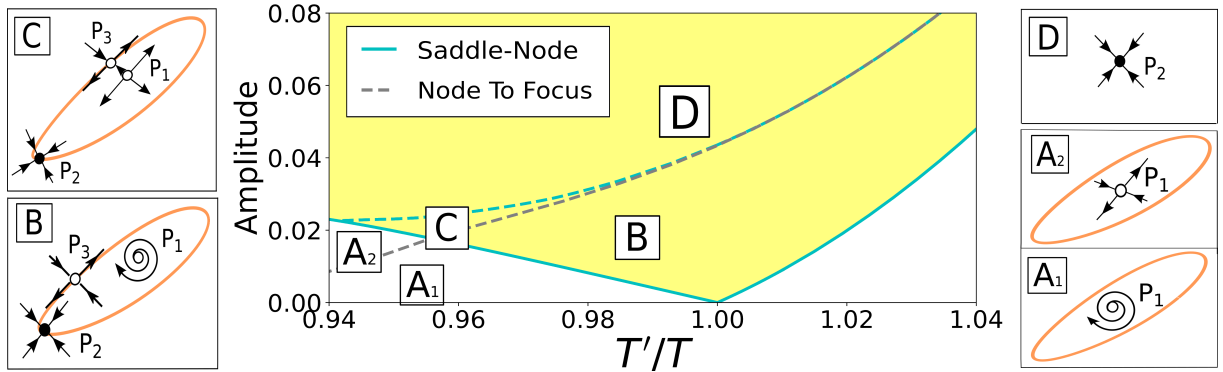 C
P3
P1
P2
B
P3
P1
P2
Amplitude
0.08
0.06
0.04
0.02
0.00
Saddle-Node
Node To Focus
D
C
B
A2
A1
0.94
0.96
0.98
1.00
1.02
1.04
T′/T
D
P2
A2
P1
A1
P1